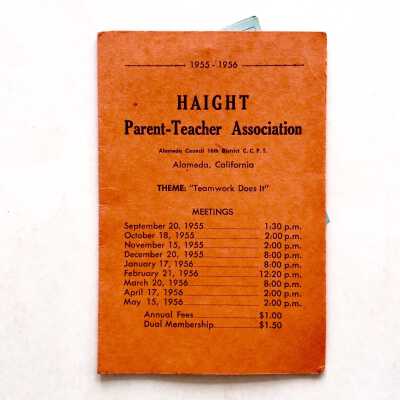 1955 - 1956
HAIGHT
Parent-Teacher Association
Alameda Council 16th District C. C. P. T.
Alameda, California
THEME: "Teamwork Does It"
MEETINGS
September 20, 1955 1:30 p.m.
October 18, 1955 2:00 p.m.
November 15, 1955 2:00 p.m.
December 20, 1955 8:00 p.m.
January 17, 1956 8:00 p.m.
February 21, 1956 12:20 p.m.
March 20, 1956 8:00 p.m.
April 17, 1956 2:00 p.m.
May 15, 1956 2:00 p.m.
Annual Fees $1.00
Dual Membership $1.50